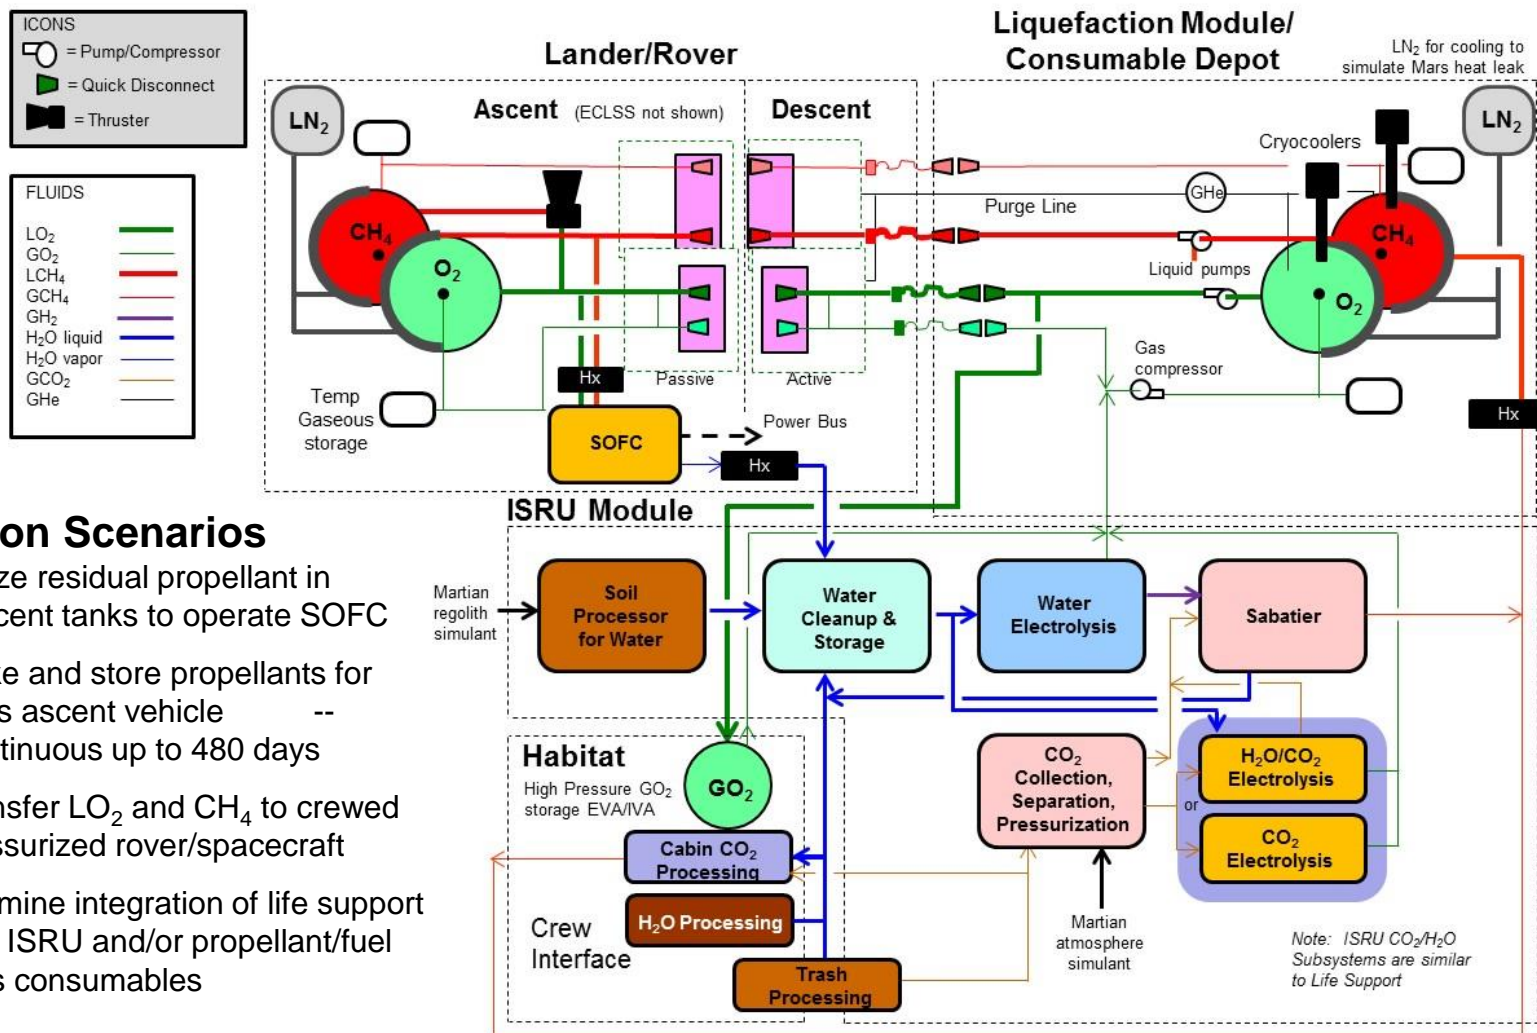 ICONS
= Pump/Compressor
= Quick Disconnect
= Thruster
FLUIDS
LO2
GO2
LCH4
GCH4
GH2
H2O liquid
H2O vapor
GCO2
GHe
Lander/Rover
Liquefaction Module/
Consumable Depot
LN2 for cooling to
simulate Mars heat leak
LN2
Ascent (ECLSS not shown)
Descent
Cryocoolers
LN2
CH4
O2
GHe
Purge Line
Liquid pumps
CH4
O2
Hx
Passive
Active
Gas
compressor
Temp
Gaseous
storage
SOFC
Power Bus
Hx
Hx
ISRU Module
on Scenarios
ze residual propellant in
cent tanks to operate SOFC
ke and store propellants for
s ascent vehicle --
tinuous up to 480 days
nsfer LO2 and CH4 to crewed
ssurized rover/spacecraft
mine integration of life support
ISRU and/or propellant/fuel
s consumables
Martian
regolith
simulant
Soil
Processor
for Water
Water
Cleanup &
Storage
Water
Electrolysis
Sabatier
Habitat
High Pressure GO2
storage EVA/IVA
GO2
Cabin CO2
Processing
H2O Processing
Crew
Interface
Trash
Processing
CO2
Collection,
Separation,
Pressurization
H2O/CO2
Electrolysis
or
CO2
Electrolysis
Martian
atmosphere
simulant
Note: ISRU CO2/H2O
Subsystems are similar
to Life Support